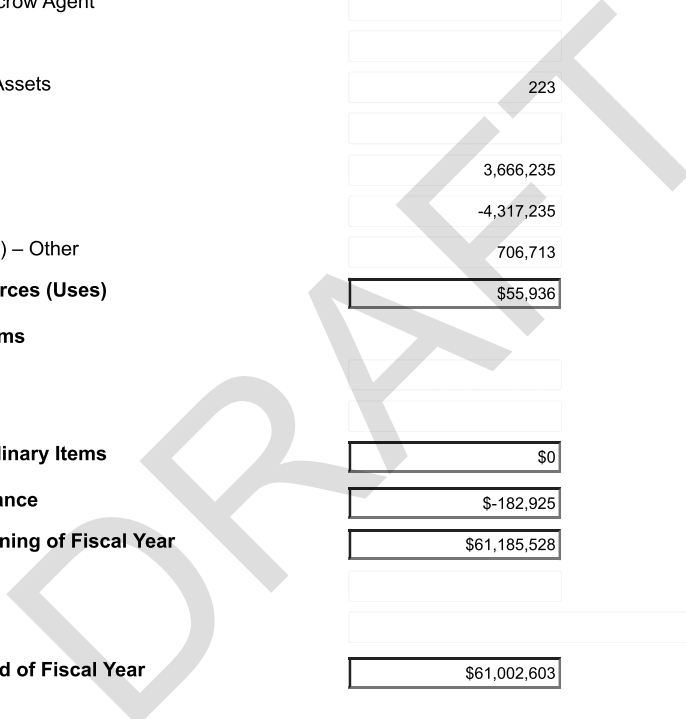 crow Agent
Assets 223
3,666,235
-4,317,235
) – Other 706,713
rces (Uses) $55,936
ms
linary Items $0
ance $-182,925
ning of Fiscal Year $61,185,528
d of Fiscal Year $61,002,603
DRAFT